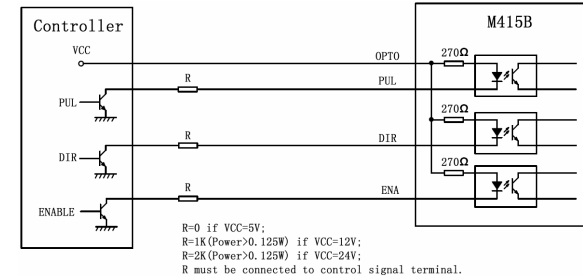 Controller
M415B
VCC
OPTO
270Ω
R
PUL
PUL
270Ω
R
DIR
DIR
270Ω
R
ENA
ENABLE
R=0 if VCC=5V;
R=1K(Power>0.125W) if VCC=12V;
R=2K(Power>0.125W) if VCC=24V;
R must be connected to control signal terminal.